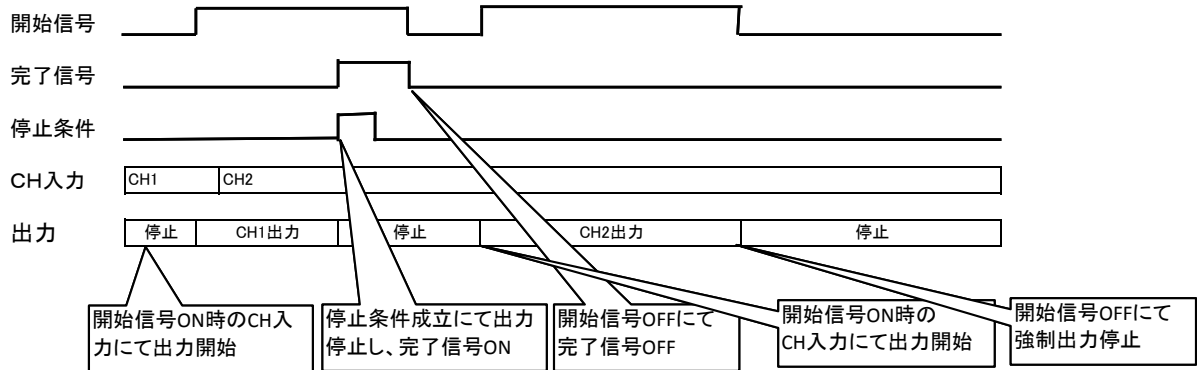 開始信号
完了信号
停止条件
CH入力
CH1
CH2
出力
停止
CH1出力
停止
CH2出力
停止
開始信号ON時のCH入
力にて出力開始
停止条件成立にて出力
停止し、完了信号ON
開始信号OFFにて
完了信号OFF
開始信号ON時の
CH入力にて出力開始
開始信号OFFにて
強制出力停止